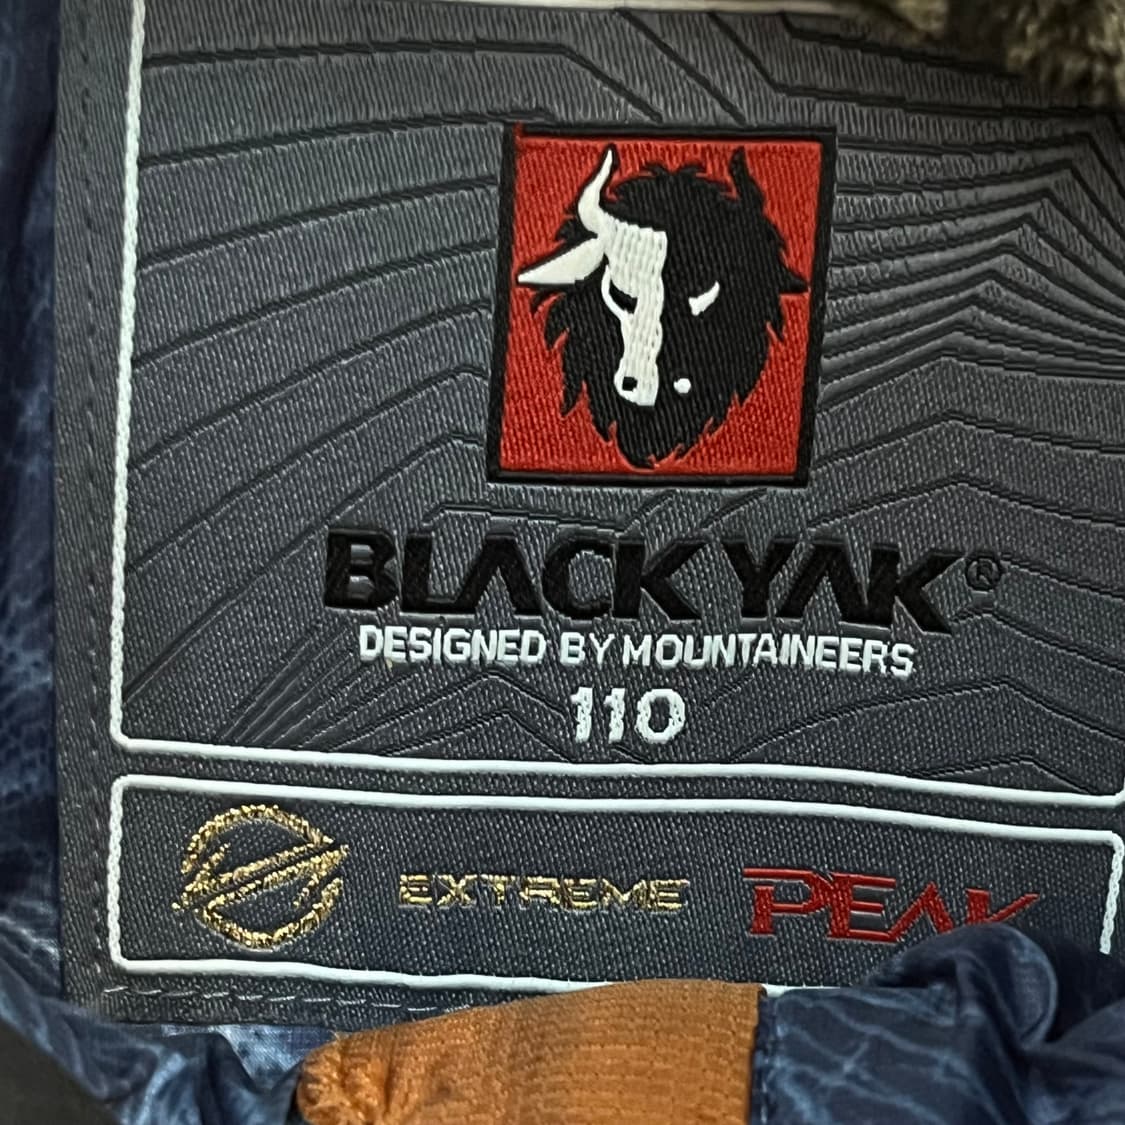 BLACKYAK®
DESIGNED BY MOUNTAINEERS
110
EXTREME PEAK